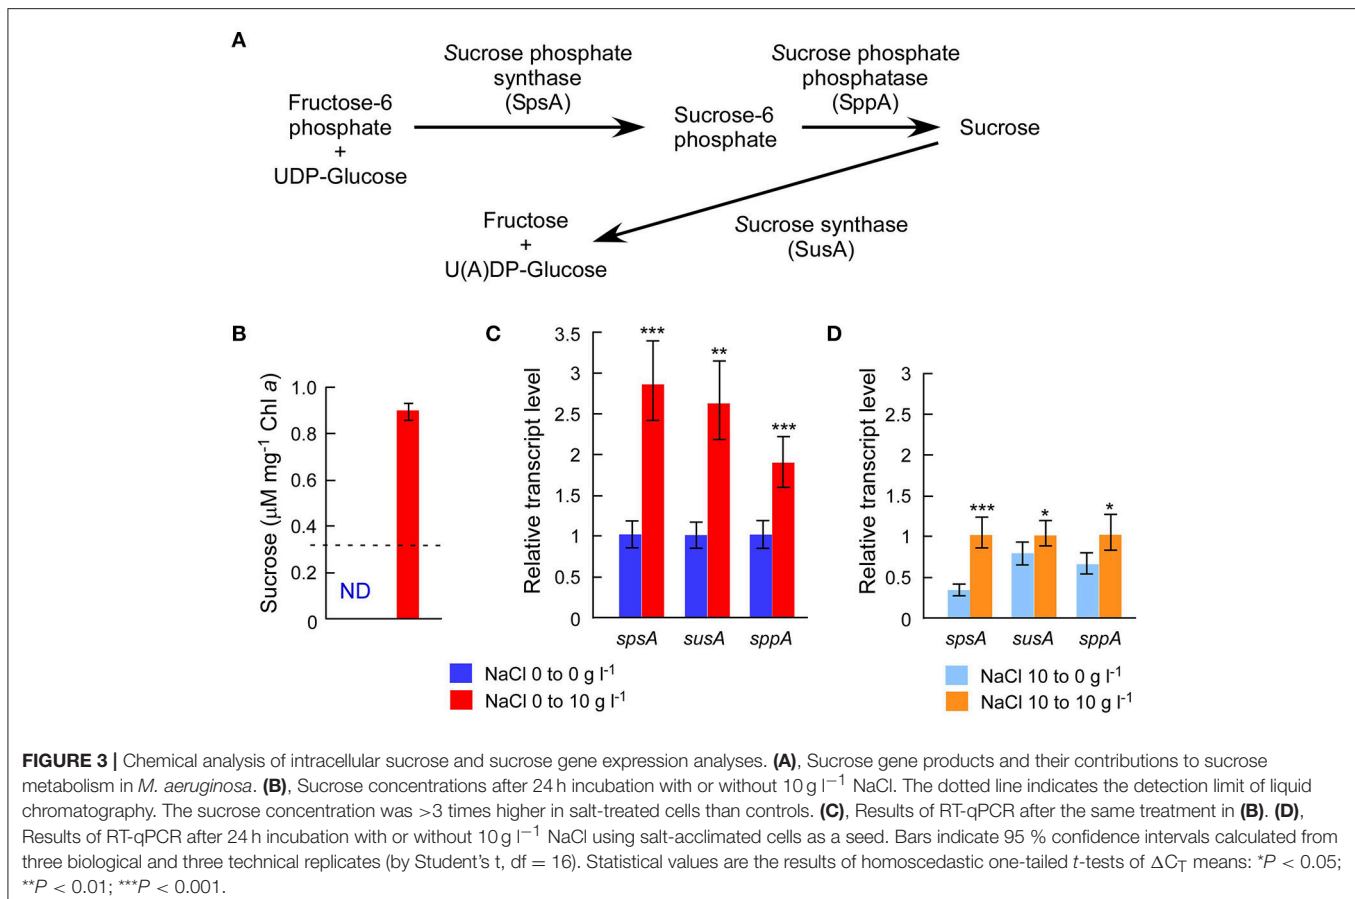 A
Sucrose phosphate
synthase
(SpsA)
Sucrose phosphate
phosphatase
(SppA)
Fructose-6
phosphate
+
UDP-Glucose
Sucrose-6
phosphate
Sucrose
Fructose
+
U(A)DP-Glucose
Sucrose synthase
(SusA)
B
Sucrose (μM mg-1 Chl a)
1.0
0.8
0.6
0.4
0.2
0
ND
C
Relative transcript level
3.5
3
2.5
2
1.5
1
0.5
0
***
**
***
spsA susA sppA
NaCl 0 to 0 g l-1
NaCl 0 to 10 g l-1
D
Relative transcript level
3
2.5
2
1.5
1
0.5
0
***
*
*
spsA susA sppA
NaCl 10 to 0 g l-1
NaCl 10 to 10 g l-1
FIGURE 3 | Chemical analysis of intracellular sucrose and sucrose gene expression analyses. (A), Sucrose gene products and their contributions to sucrose
metabolism in M. aeruginosa. (B), Sucrose concentrations after 24 h incubation with or without 10 g l−1 NaCl. The dotted line indicates the detection limit of liquid
chromatography. The sucrose concentration was >3 times higher in salt-treated cells than controls. (C), Results of RT-qPCR after the same treatment in (B). (D),
Results of RT-qPCR after 24 h incubation with or without 10 g l−1 NaCl using salt-acclimated cells as a seed. Bars indicate 95 % confidence intervals calculated from
three biological and three technical replicates (by Student's t, df = 16). Statistical values are the results of homoscedastic one-tailed t-tests of ΔCT means: *P < 0.05;
**P < 0.01; ***P < 0.001.